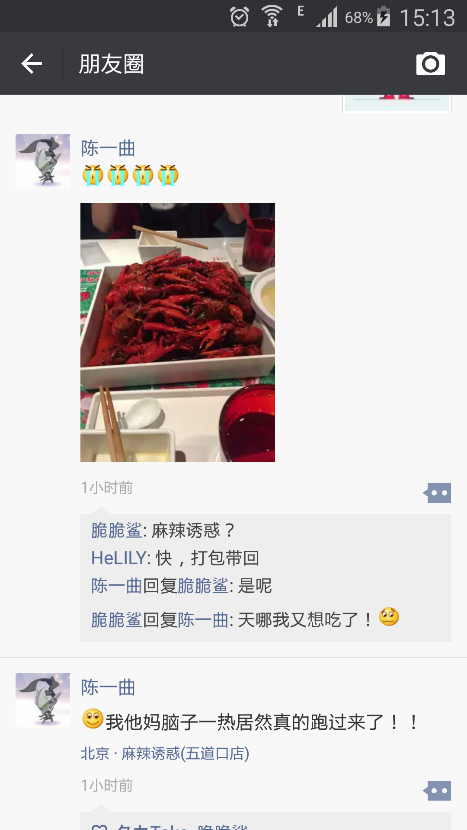 E 68% 15:13
朋友圈
陈一曲
1小时前
脆脆鲨: 麻辣诱惑？
HeLILY: 快，打包带回
陈一曲回复脆脆鲨: 是呢
脆脆鲨回复陈一曲: 天哪我又想吃了！
陈一曲
我他妈脑子一热居然真的跑过来了！！
北京 · 麻辣诱惑(五道口店)
1小时前